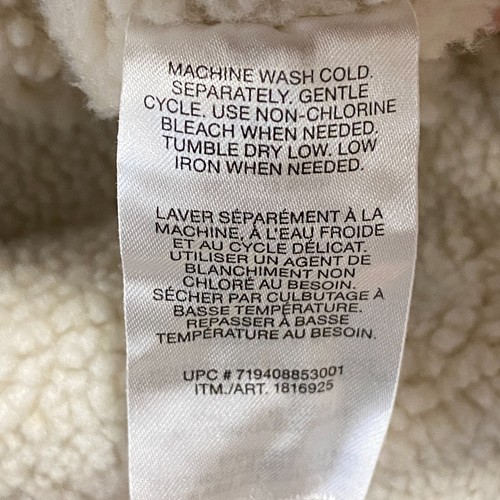 MACHINE WASH COLD.
SEPARATELY. GENTLE
CYCLE. USE NON-CHLORINE
BLEACH WHEN NEEDED.
TUMBLE DRY LOW. LOW
IRON WHEN NEEDED.
LAVER SÉPARÉMENT À LA
MACHINE, À L'EAU FROIDE
ET AU CYCLE DÉLICAT.
UTILISER UN AGENT DE
BLANCHIMENT NON
CHLORÉ AU BESOIN.
SÉCHER PAR CULBUTAGE À
BASSE TEMPÉRATURE.
REPASSER À BASSE
TEMPÉRATURE AU BESOIN.
UPC # 719408853001
ITM./ART. 1816925